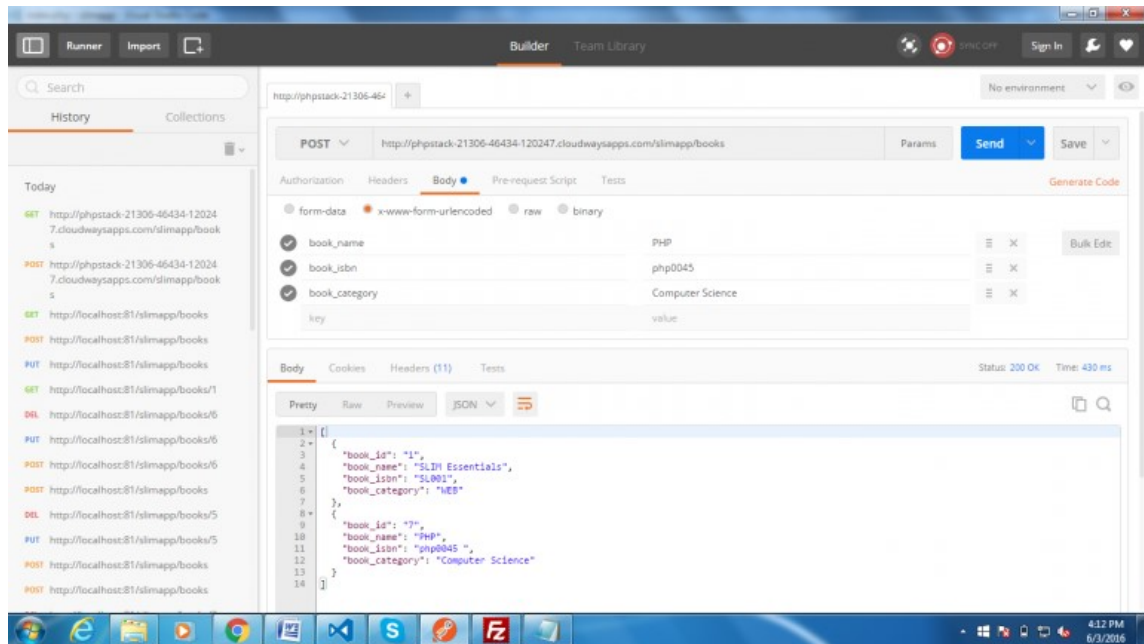 Runner Import Builder Team Library SYNC OFF Sign In
Search
History Collections
Today
GET http://phpstack-21306-46434-12024
7.cloudwaysapps.com/slimapp/book
s
POST http://phpstack-21306-46434-12024
7.cloudwaysapps.com/slimapp/book
s
GET http://localhost:81/slimapp/books
POST http://localhost:81/slimapp/books
PUT http://localhost:81/slimapp/books
GET http://localhost:81/slimapp/books/1
DEL http://localhost:81/slimapp/books/6
PUT http://localhost:81/slimapp/books/6
POST http://localhost:81/slimapp/books/6
POST http://localhost:81/slimapp/books
DEL http://localhost:81/slimapp/books/5
PUT http://localhost:81/slimapp/books/5
POST http://localhost:81/slimapp/books
POST http://localhost:81/slimapp/books
http://phpstack-21306-464 +
No environment
POST http://phpstack-21306-46434-120247.cloudwaysapps.com/slimapp/books Params Send Save
Authorization Headers Body Pre-request Script Tests Generate Code
form-data x-www-form-urlencoded raw binary
book_name PHP Bulk Edit
book_isbn php0045
book_category Computer Science
key value
Body Cookies Headers (11) Tests Status: 200 OK Time: 430 ms
Pretty Raw Preview JSON
1 [
2 {
3 "book_id": "1",
4 "book_name": "SLIM Essentials",
5 "book_isbn": "SL001",
6 "book_category": "WEB"
7 },
8 {
9 "book_id": "7",
10 "book_name": "PHP",
11 "book_isbn": "php0045 ",
12 "book_category": "Computer Science"
13 }
14 ]
4:12 PM
6/3/2016